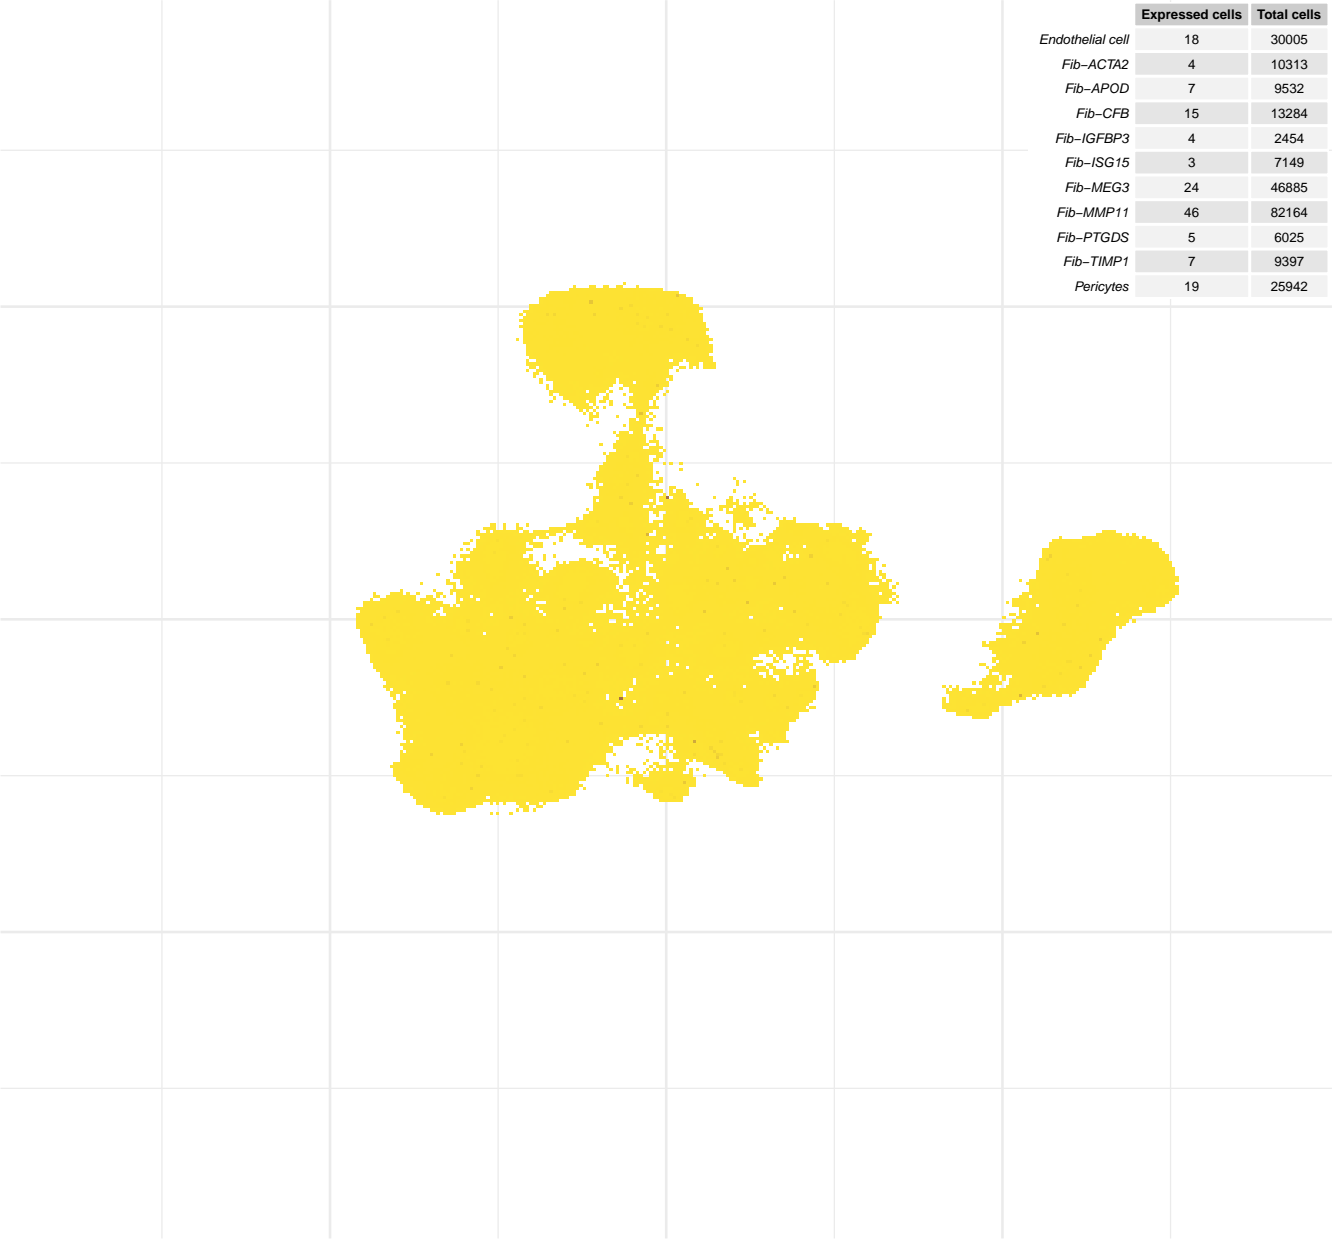 Expressed cells Total cells
Endothelial cell 18 30005
Fib−ACTA2 4 10313
Fib−APOD 7 9532
Fib−CFB 15 13284
Fib−IGFBP3 4 2454
Fib−ISG15 3 7149
Fib−MEG3 24 46885
Fib−MMP11 46 82164
Fib−PTGDS 5 6025
Fib−TIMP1 7 9397
Pericytes 19 25942